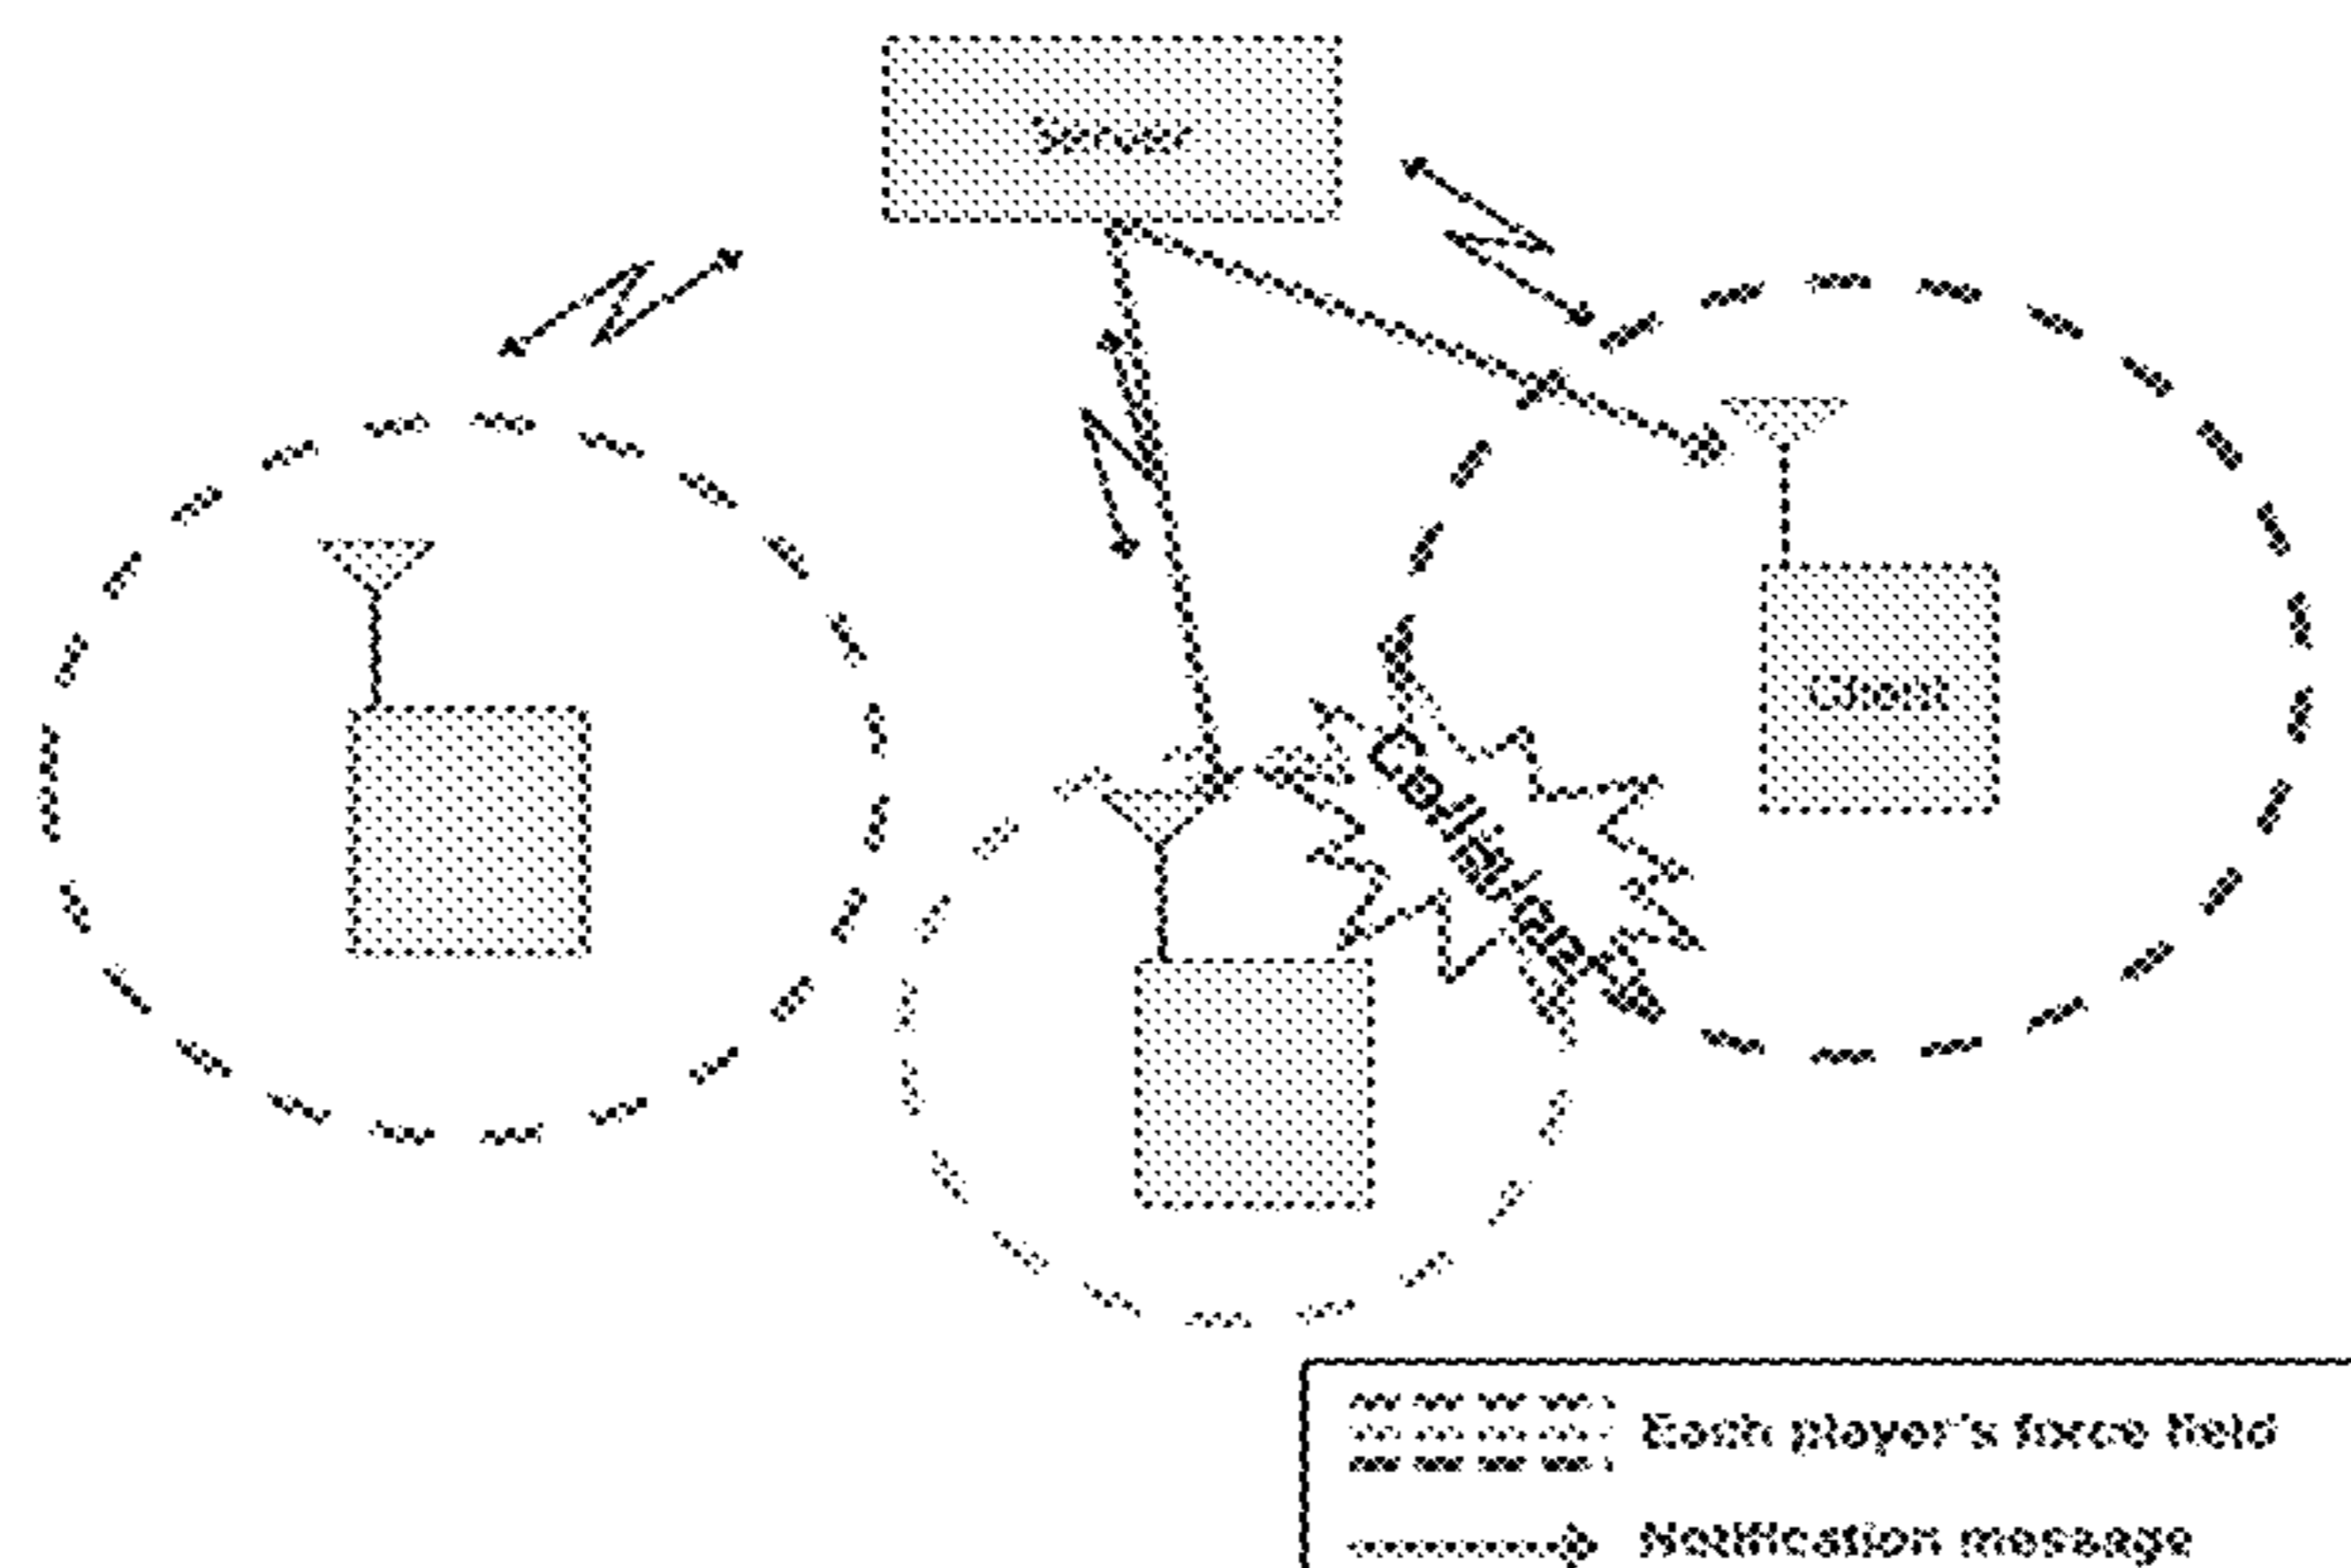 Server
Client
Collision
Each player's force field
Notification message